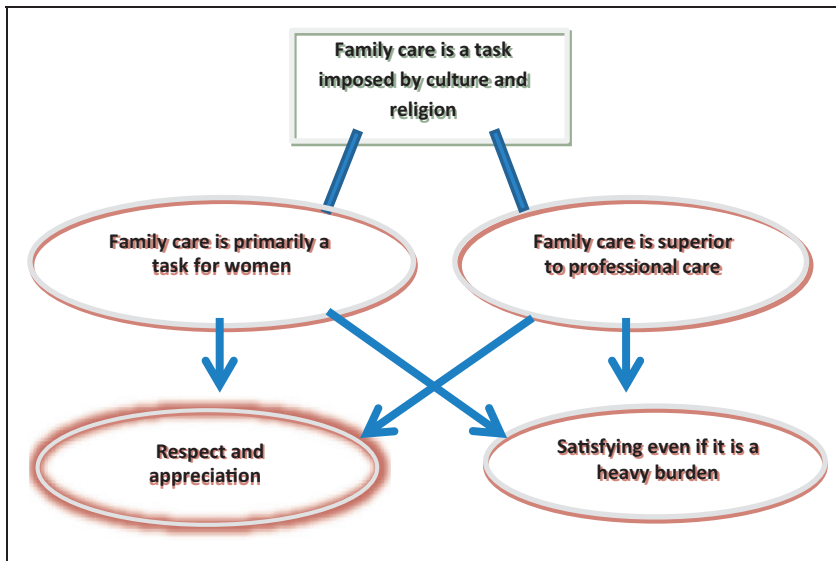 Family care is a task
imposed by culture and
religion
Family care is primarily a
task for women
Family care is superior
to professional care
Respect and
appreciation
Satisfying even if it is a
heavy burden